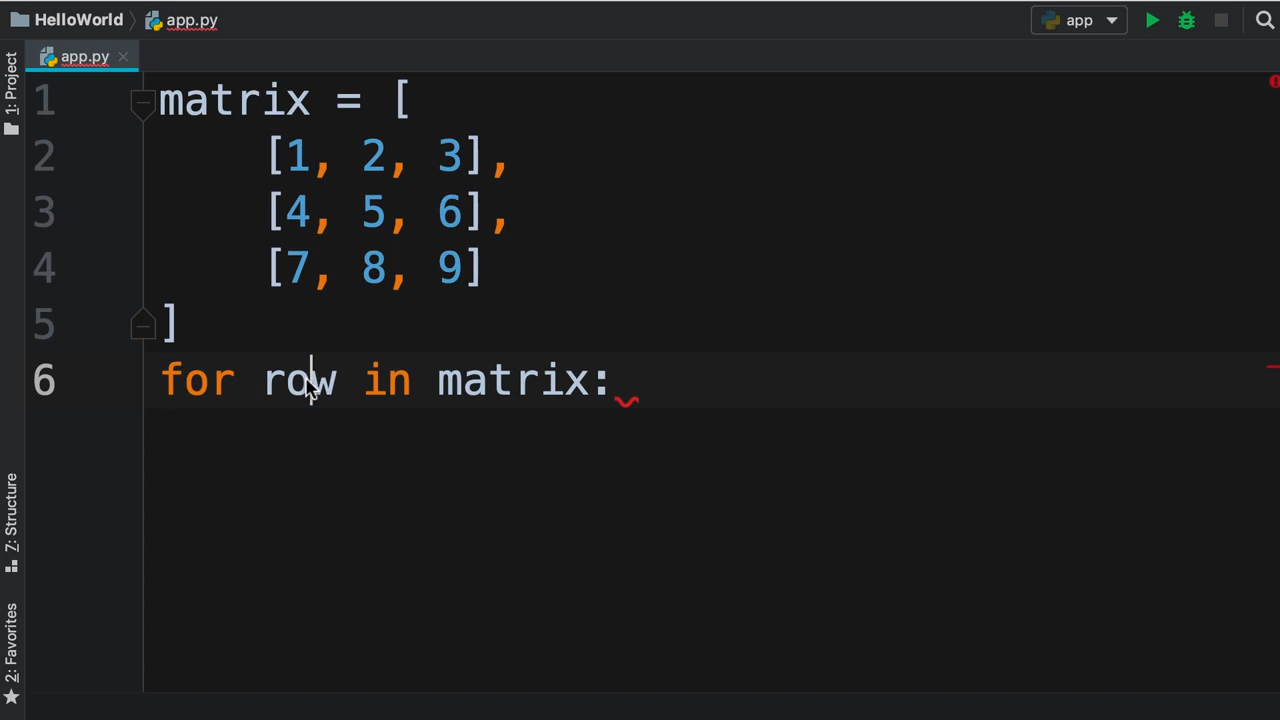 HelloWorld app.py app
app.py
1: Project
1 matrix = [
2 [1, 2, 3],
3 [4, 5, 6],
4 [7, 8, 9]
5 ]
6 for row in matrix:
7: Structure
2: Favorites